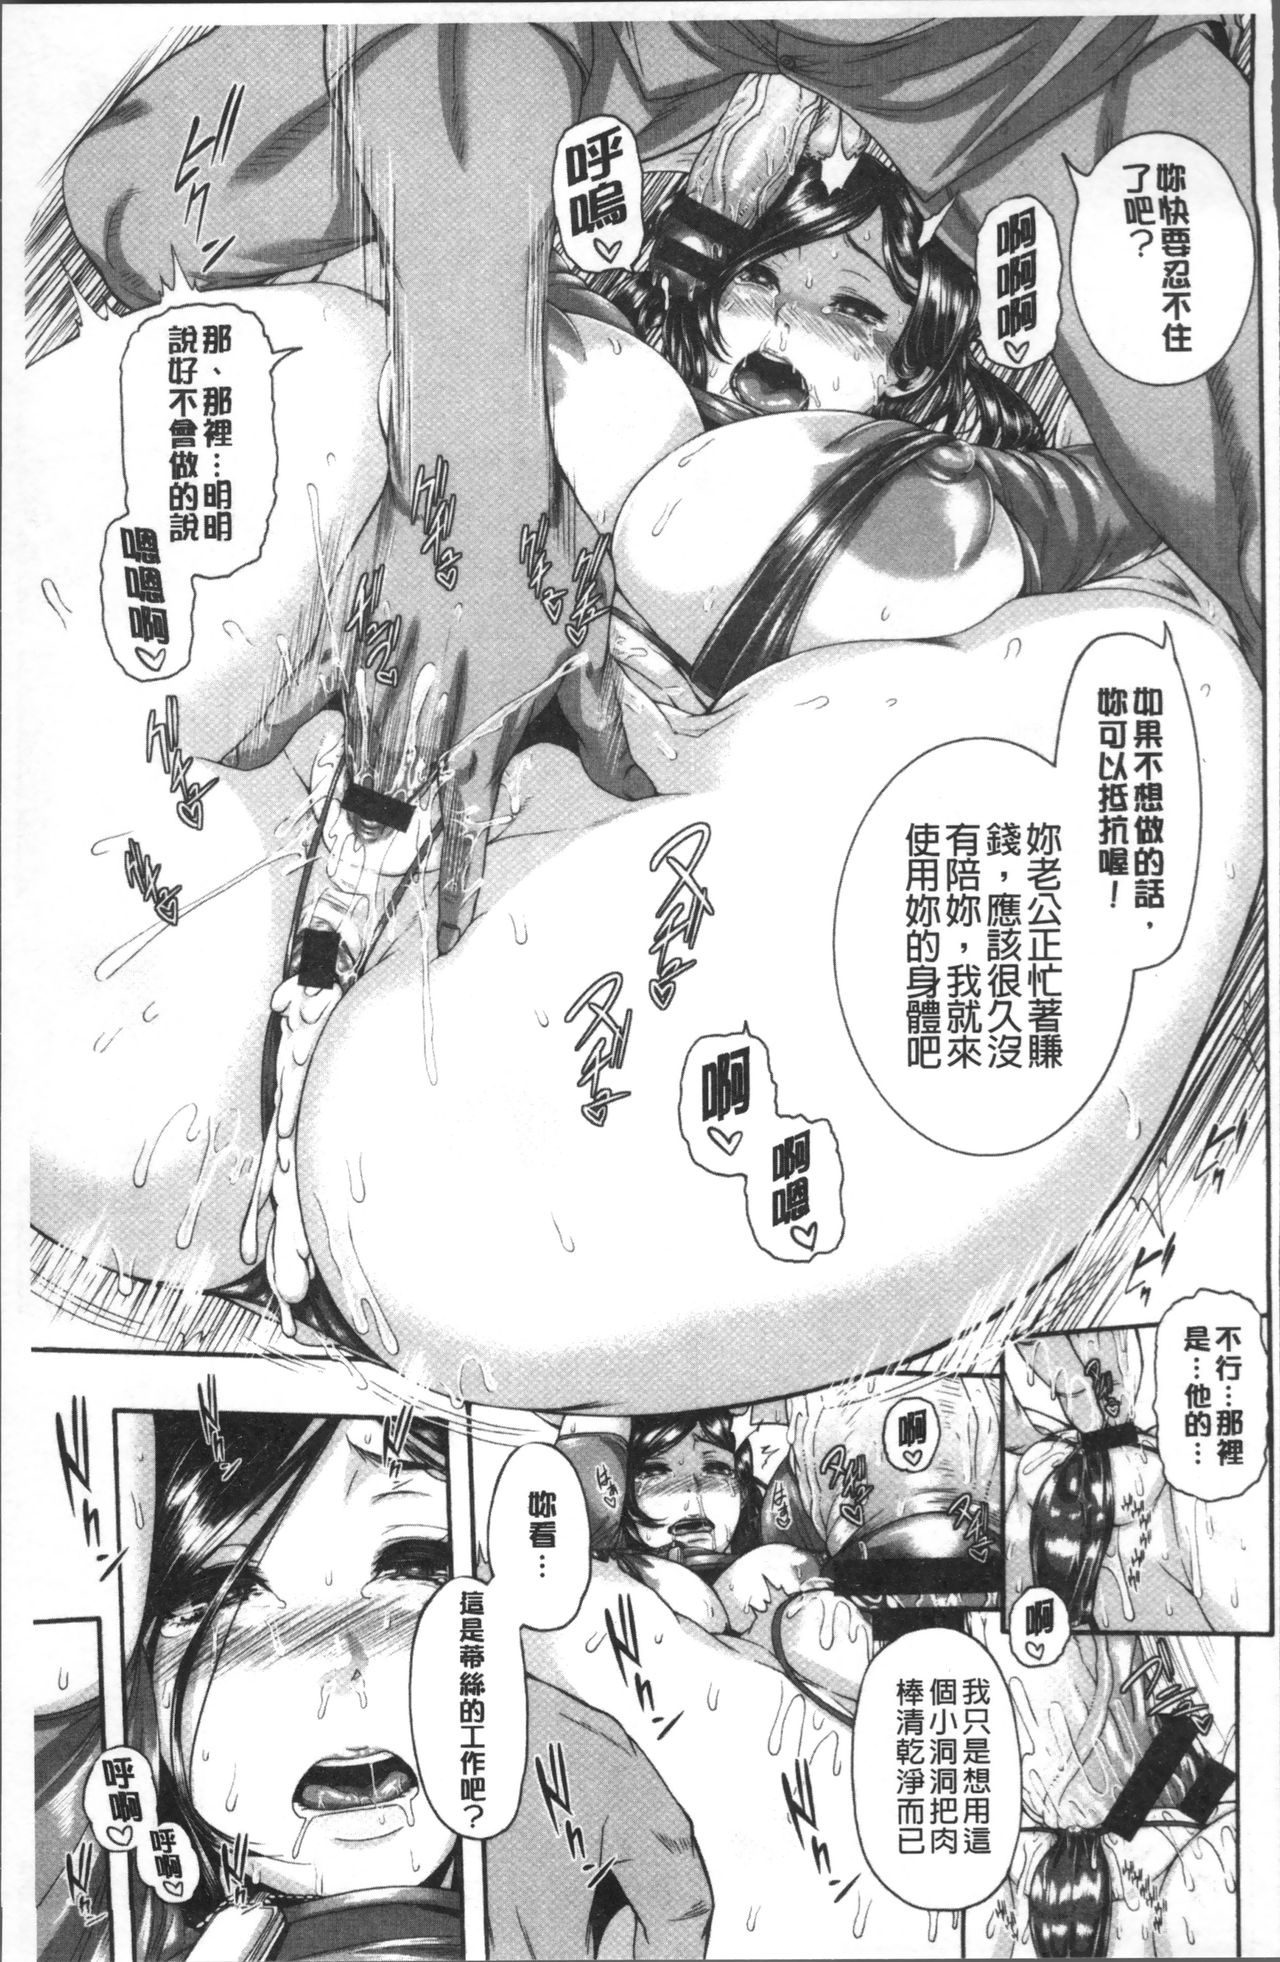 妳快要忍不住
了吧？
啊啊啊
呼嗚
那、那裡…明明
說好不會做的說
嗯嗯啊
如果不想做的話，
妳可以抵抗喔！
妳老公正忙著賺
錢，應該很久沒
有陪妳，我就來
使用妳的身體吧
啊
啊嗯
不行…那裡
是…他的…
啊
我只是想用這
個小洞洞把肉
棒清乾淨而已
啊
妳看…
這是蒂絲的工作吧？
呼啊
呼啊